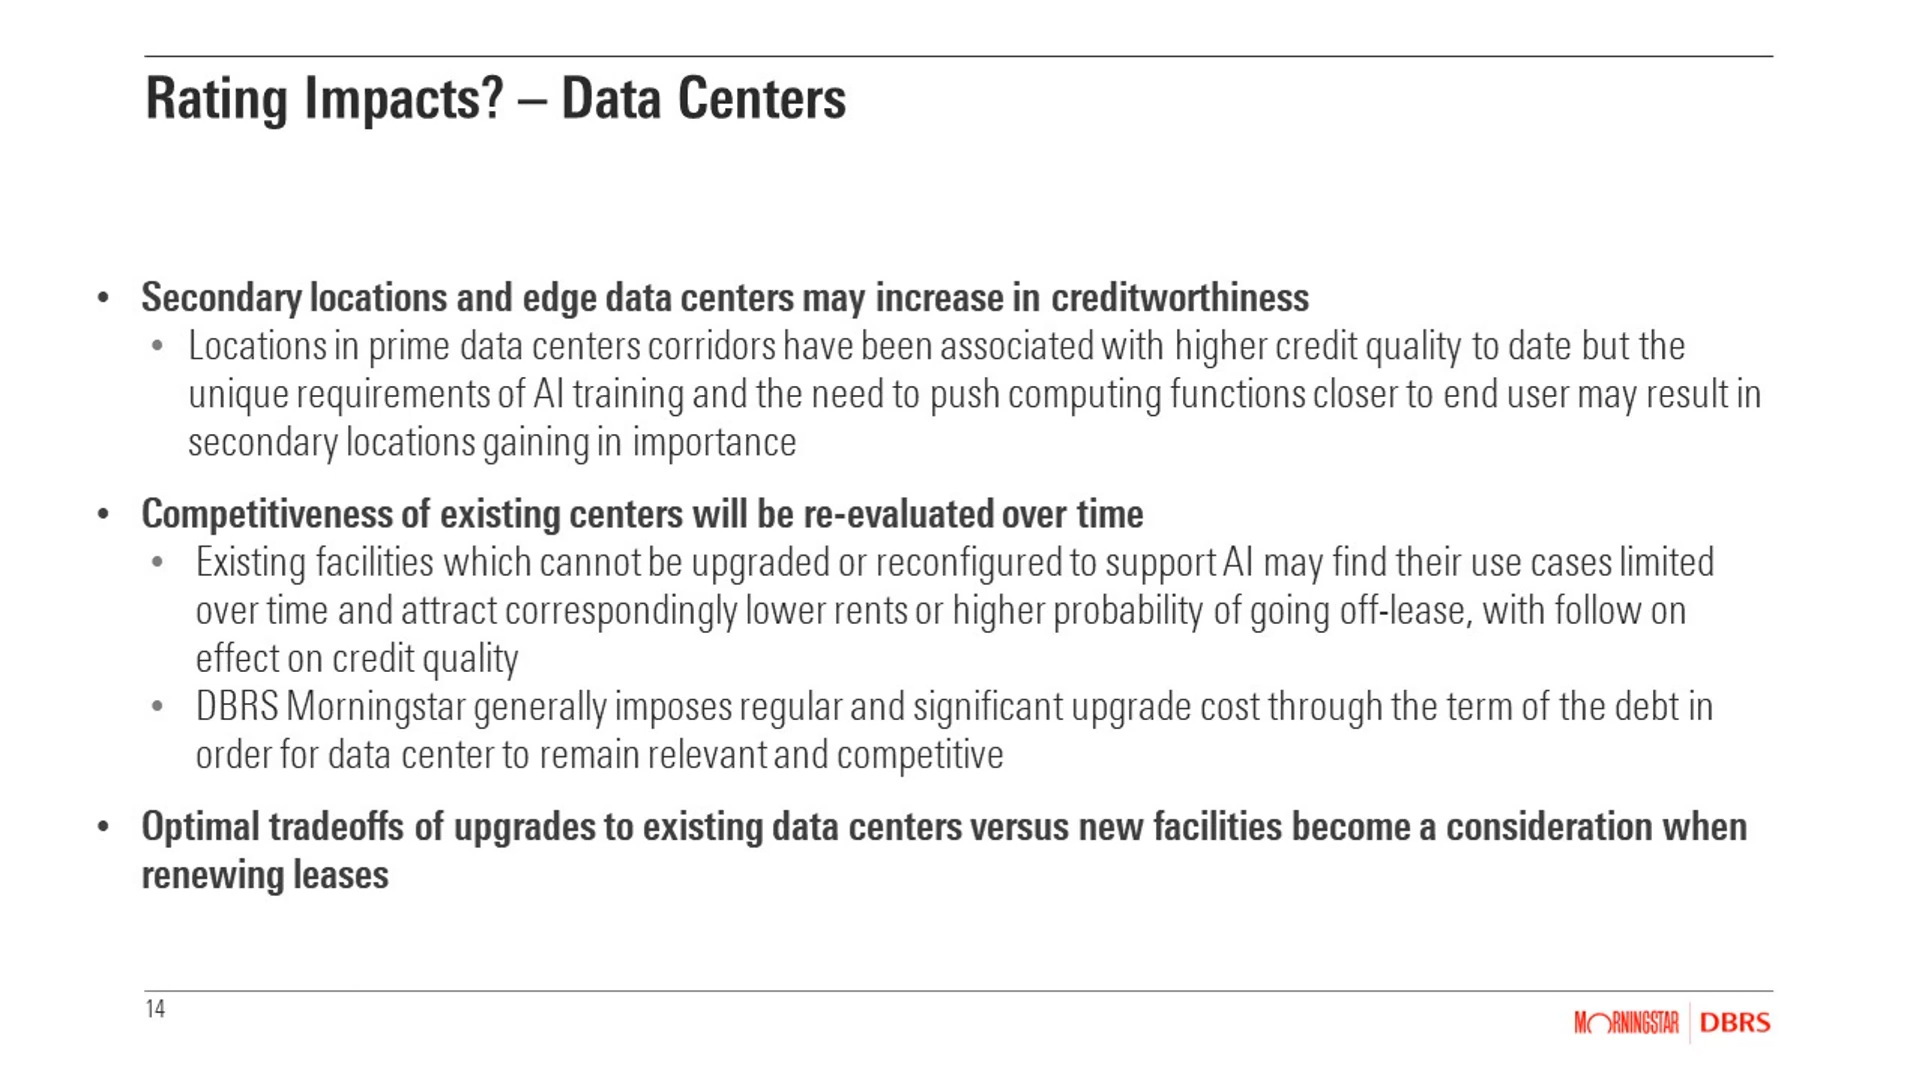 Rating Impacts? – Data Centers
• Secondary locations and edge data centers may increase in creditworthiness
• Locations in prime data centers corridors have been associated with higher credit quality to date but the
unique requirements of AI training and the need to push computing functions closer to end user may result in
secondary locations gaining in importance
• Competitiveness of existing centers will be re-evaluated over time
• Existing facilities which cannot be upgraded or reconfigured to support AI may find their use cases limited
over time and attract correspondingly lower rents or higher probability of going off-lease, with follow on
effect on credit quality
• DBRS Morningstar generally imposes regular and significant upgrade cost through the term of the debt in
order for data center to remain relevant and competitive
• Optimal tradeoffs of upgrades to existing data centers versus new facilities become a consideration when
renewing leases
14
MORNINGSTAR DBRS